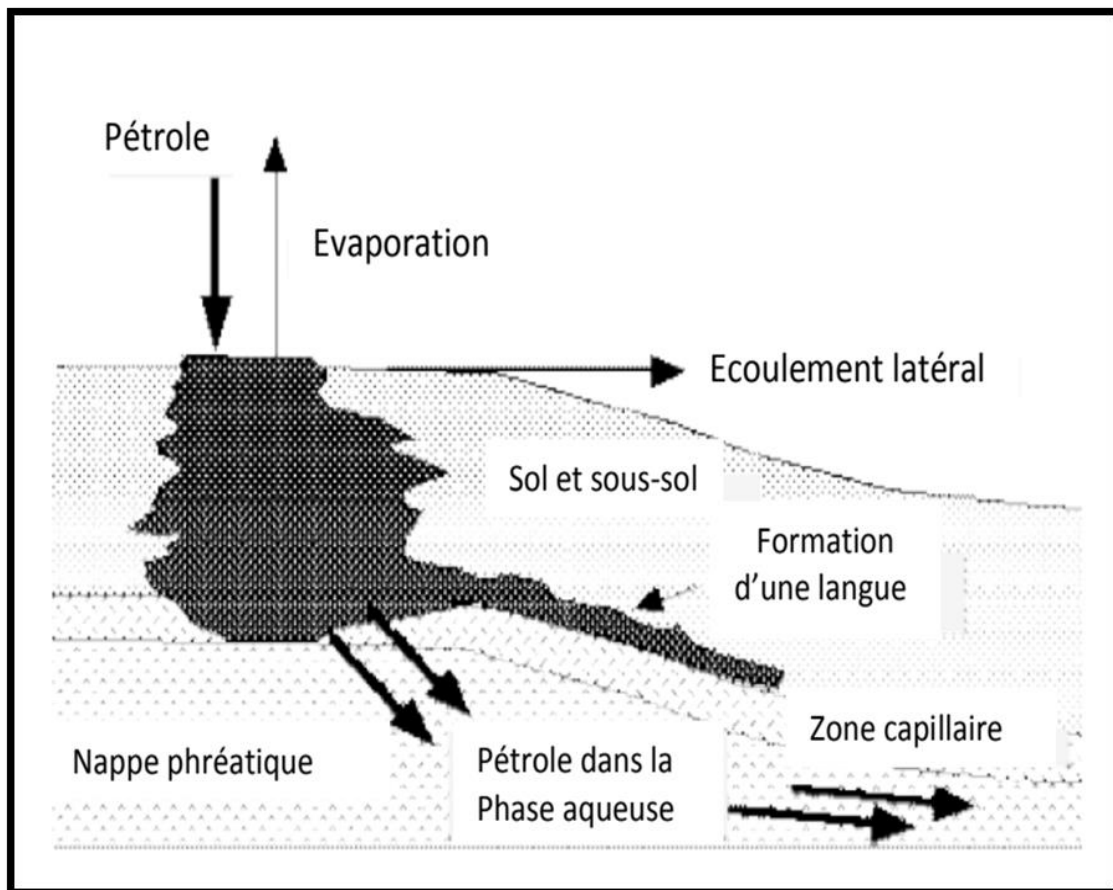 Pétrole
Evaporation
Ecoulement latéral
Sol et sous-sol
Formation
d’une langue
Zone capillaire
Nappe phréatique
Pétrole dans la
Phase aqueuse